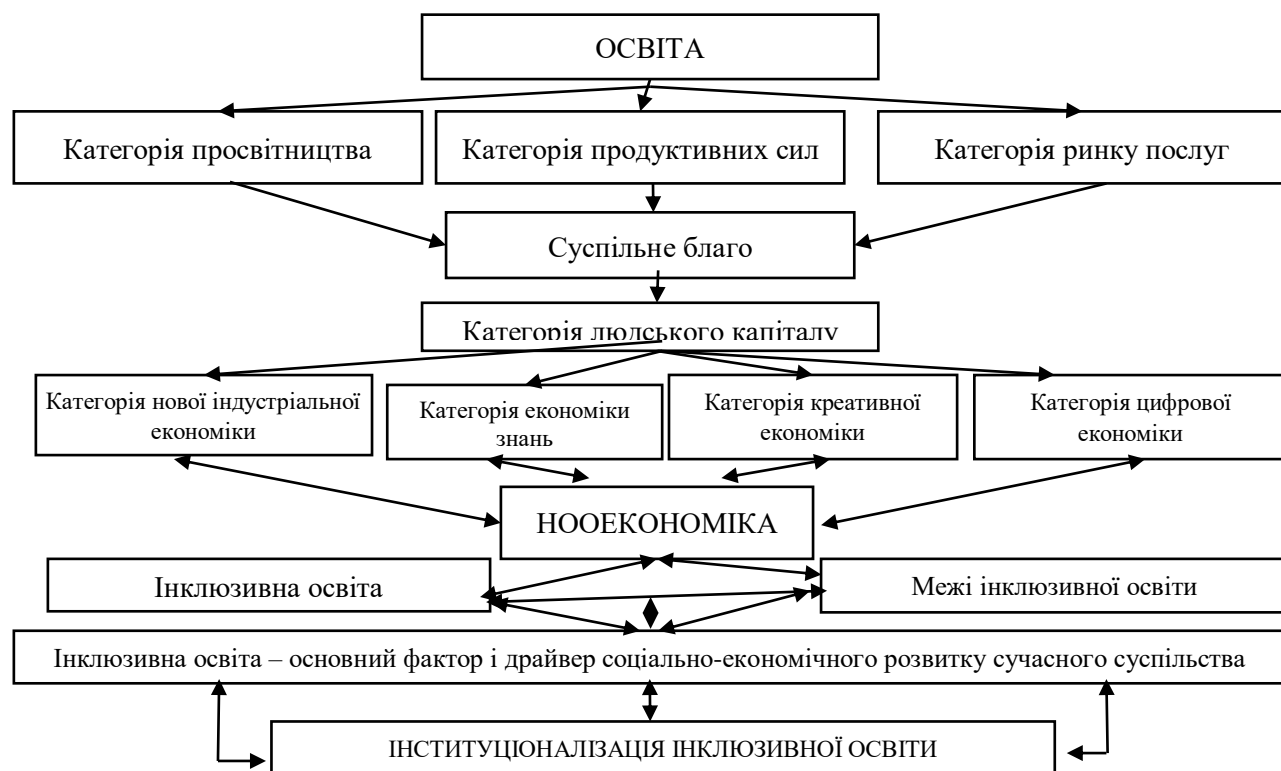 ОСВІТА
Категорія просвітництва
Категорія продуктивних сил
Категорія ринку послуг
Суспільне благо
Категорія людського капіталу
Категорія нової індустріальної
економіки
Категорія економіки
знань
Категорія креативної
економіки
Категорія цифрової
економіки
НООЕКОНОМІКА
Інклюзивна освіта
Межі інклюзивної освіти
Інклюзивна освіта – основний фактор і драйвер соціально-економічного розвитку сучасного суспільства
ІНСТИТУЦІОНАЛІЗАЦІЯ ІНКЛЮЗИВНОЇ ОСВІТИ